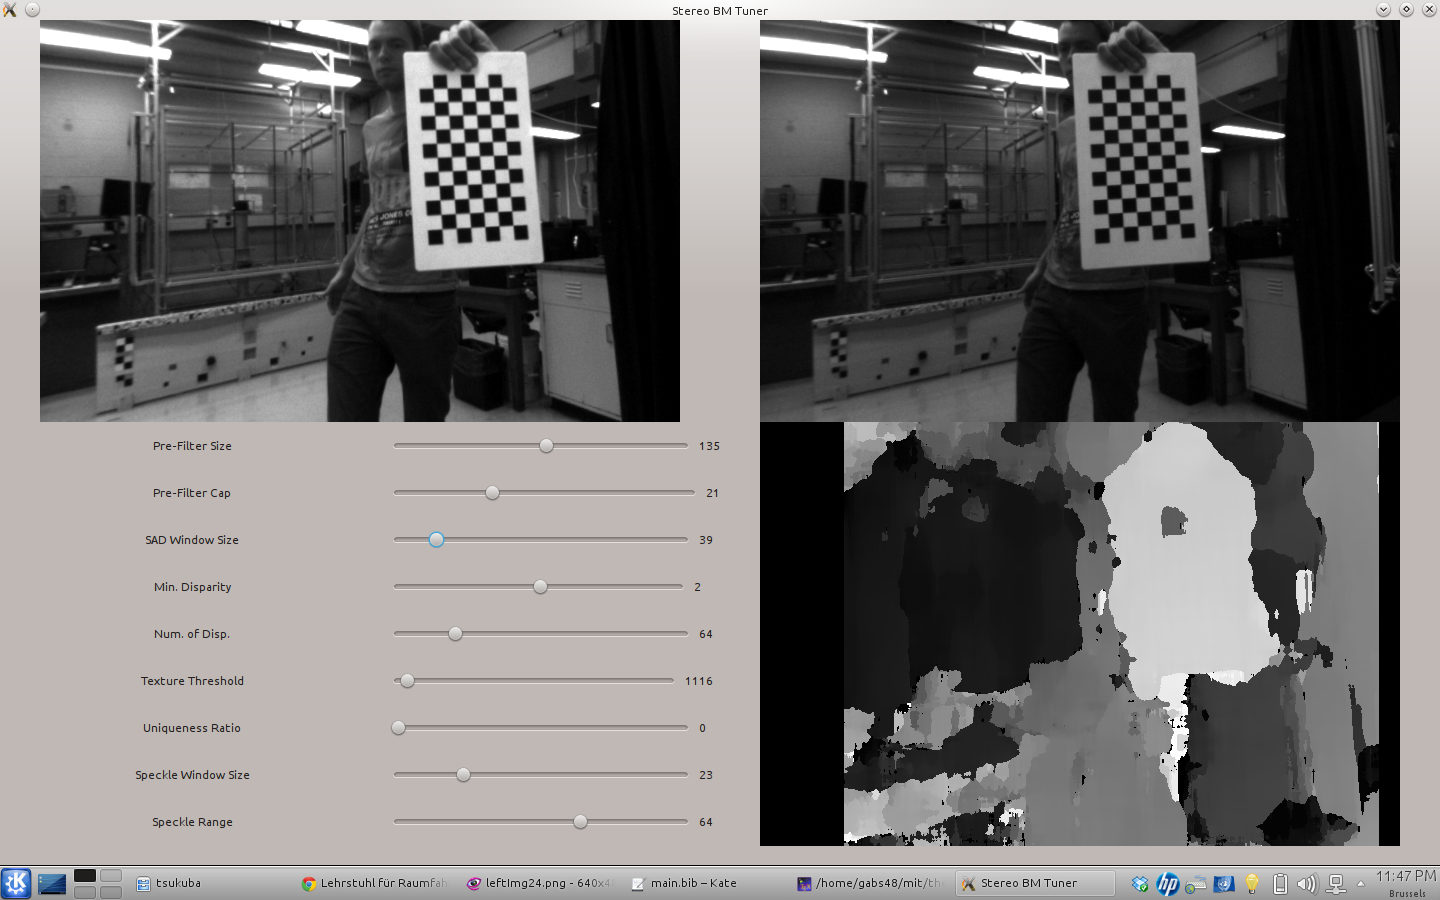 Stereo BM Tuner
Pre-Filter Size 135
Pre-Filter Cap 21
SAD Window Size 39
Min. Disparity 2
Num. of Disp. 64
Texture Threshold 1116
Uniqueness Ratio 0
Speckle Window Size 23
Speckle Range 64
tsukuba
Lehrstuhl für Raumfah
leftImg24.png - 640x4
main.bib – Kate
/home/gabs48/mit/the
Stereo BM Tuner
hp
11:47 PM
Brussels